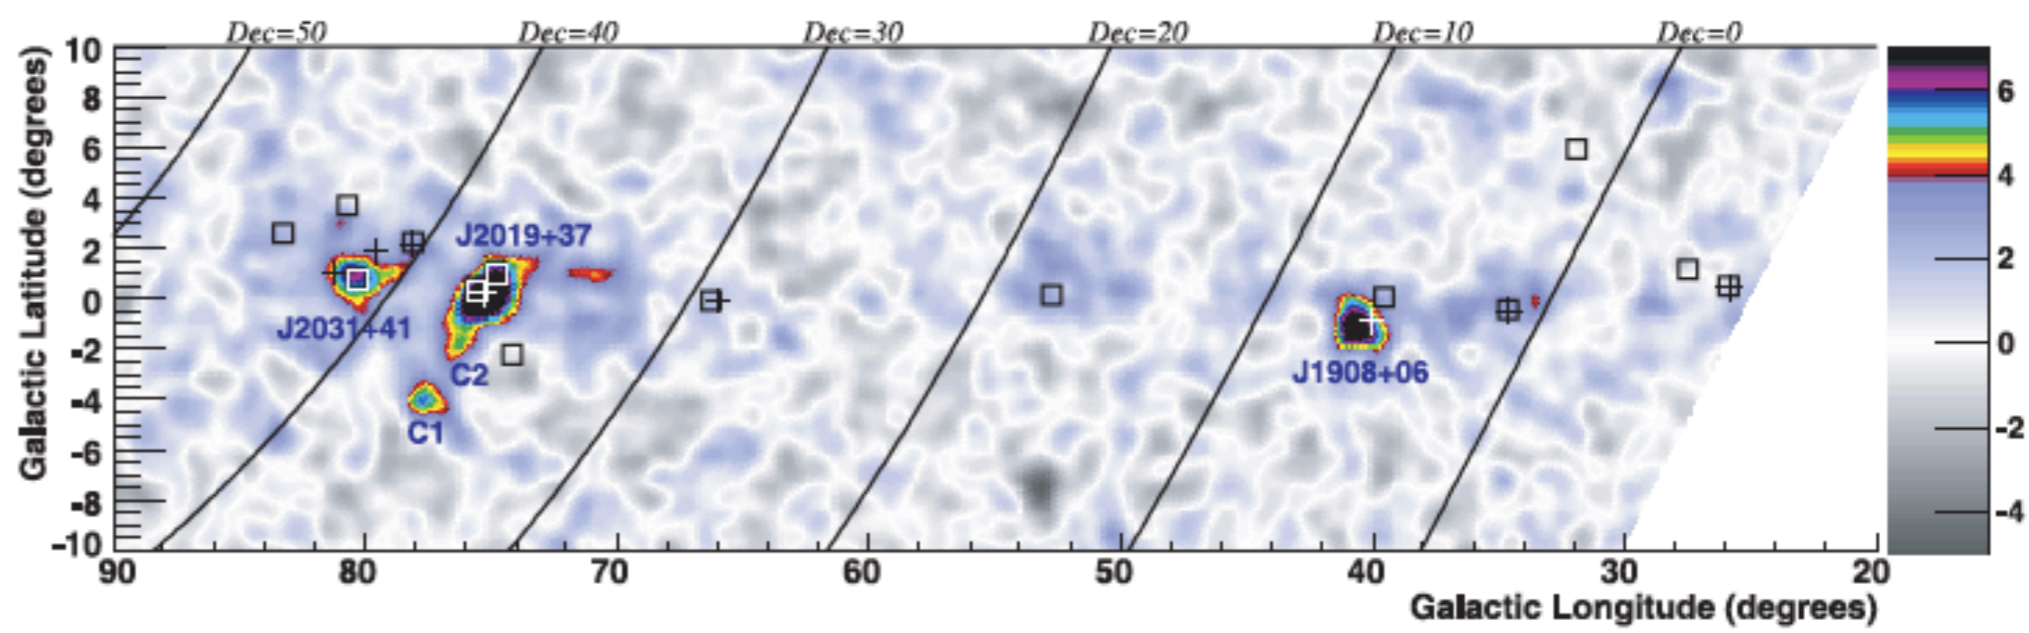 Dec=50 Dec=40 Dec=30 Dec=20 Dec=10 Dec=0
Galactic Latitude (degrees)
10
8
6
4
2
0
-2
-4
-6
-8
-10
J2019+37
J2031+41
C2
C1
J1908+06
6
4
2
0
-2
-4
90 80 70 60 50 40 30 20
Galactic Longitude (degrees)